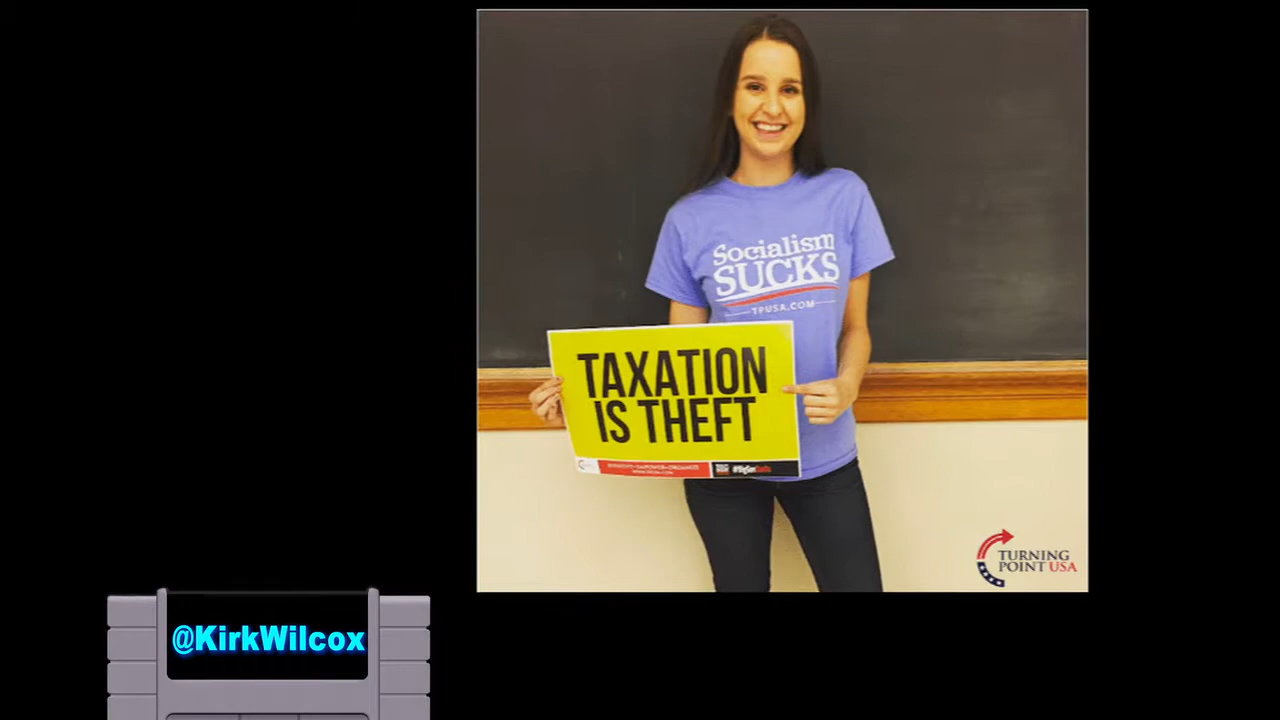 Socialism
SUCKS
TPUSA.COM
TAXATION
IS THEFT
TURNING
POINT USA
@KirkWilcox